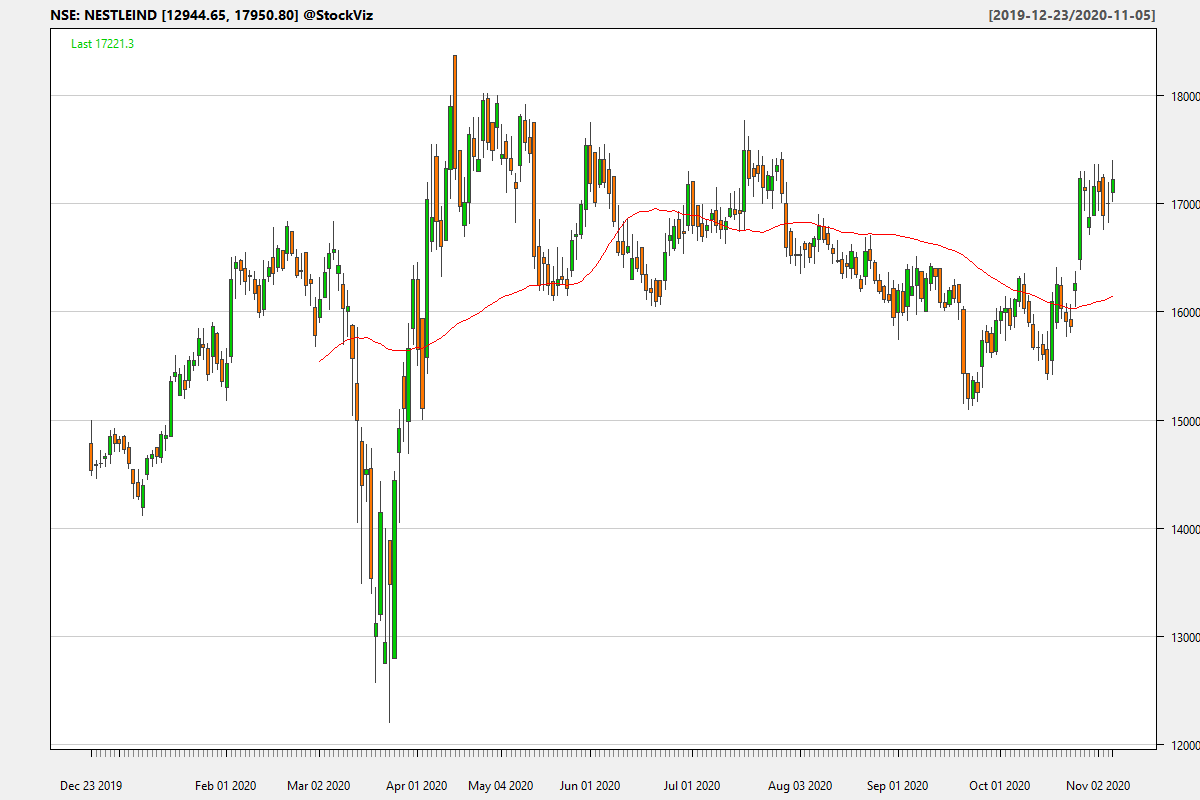 NSE: NESTLEIND [12944.65, 17950.80] @StockViz [2019-12-23/2020-11-05]
Last 17221.3
18000
17000
16000
15000
14000
13000
12000
Dec 23 2019 Feb 01 2020 Mar 02 2020 Apr 01 2020 May 04 2020 Jun 01 2020 Jul 01 2020 Aug 03 2020 Sep 01 2020 Oct 01 2020 Nov 02 2020